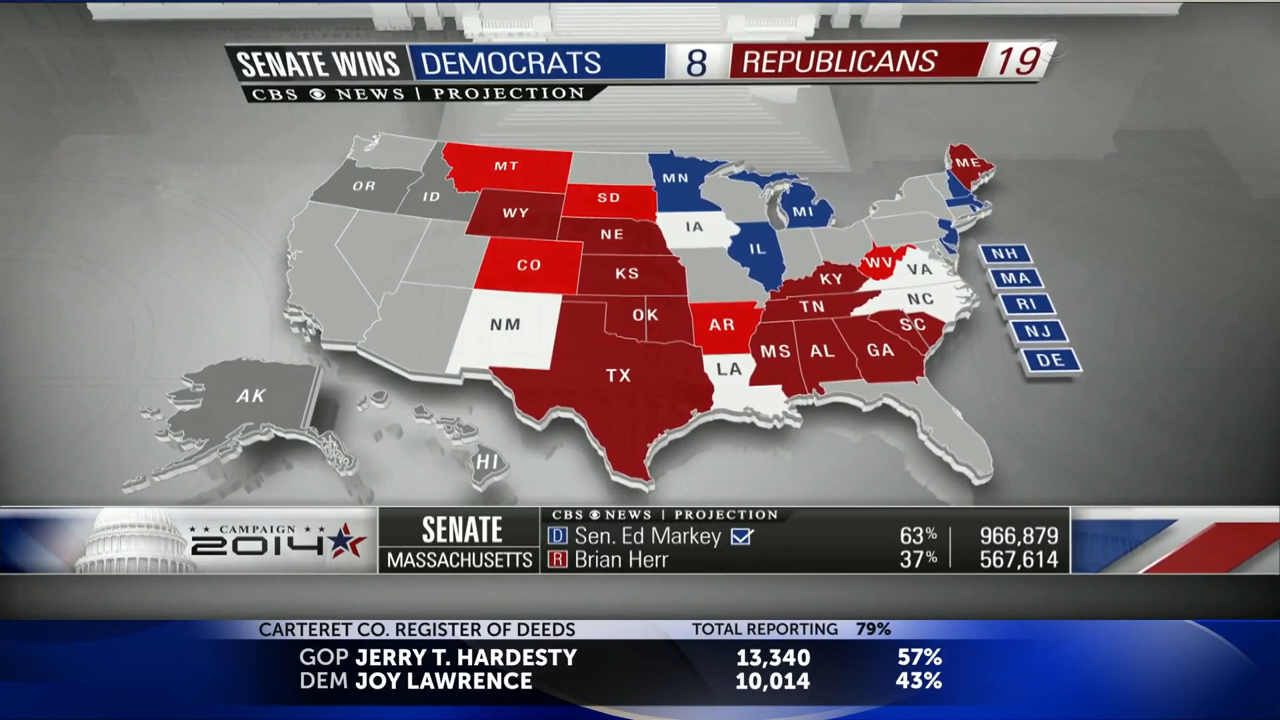 SENATE WINS DEMOCRATS 8 REPUBLICANS 19
CBS NEWS | PROJECTION
ME
MT
MN
OR
ID
SD
WY
MI
IA
NE
IL
CO
WV
VA
NH
KS
KY
MA
NM
OK
AR
TN
NC
RI
SC
NJ
MS
AL
GA
LA
DE
TX
AK
HI
CBS NEWS | PROJECTION
CAMPAIGN
2014
SENATE
MASSACHUSETTS
D Sen. Ed Markey 63% 966,879
R Brian Herr 37% 567,614
CARTERET CO. REGISTER OF DEEDS TOTAL REPORTING 79%
GOP JERRY T. HARDESTY 13,340 57%
DEM JOY LAWRENCE 10,014 43%